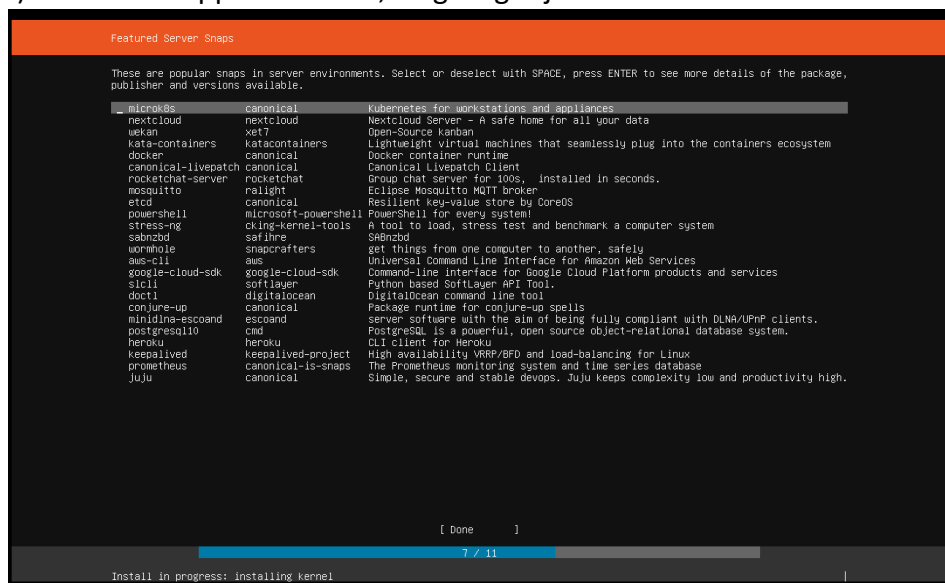 Featured Server Snaps
These are popular snaps in server environments. Select or deselect with SPACE, press ENTER to see more details of the package,
publisher and versions available.
_ microk8s canonical Kubernetes for workstations and appliances
nextcloud nextcloud Nextcloud Server - A safe home for all your data
wekan xet7 Open-Source kanban
kata-containers katacontainers Lightweight virtual machines that seamlessly plug into the containers ecosystem
docker canonical Docker container runtime
canonical-livepatch canonical Canonical Livepatch Client
rocketchat-server rocketchat Group chat server for 100s, installed in seconds.
mosquitto ralight Eclipse Mosquitto MQTT broker
etcd canonical Resilient key-value store by CoreOS
powershell microsoft-powershell PowerShell for every system!
stress-ng cking-kernel-tools A tool to load, stress test and benchmark a computer system
sabnzbd safihre SABnzbd
wormhole snapcrafters get things from one computer to another, safely
aws-cli aws Universal Command Line Interface for Amazon Web Services
google-cloud-sdk google-cloud-sdk Command-line interface for Google Cloud Platform products and services
slcli softlayer Python based SoftLayer API Tool.
doctl digitalocean DigitalOcean command line tool
conjure-up canonical Package runtime for conjure-up spells
minidlna-escoand escoand server software with the aim of being fully compliant with DLNA/UPnP clients.
postgresql10 cmd PostgreSQL is a powerful, open source object-relational database system.
heroku heroku CLI client for Heroku
keepalived keepalived-project High availability VRRP/BFD and load-balancing for Linux
prometheus canonical-is-snaps The Prometheus monitoring system and time series database
juju canonical Simple, secure and stable devops. Juju keeps complexity low and productivity high.
[ Done ]
7 / 11
Install in progress: installing kernel |